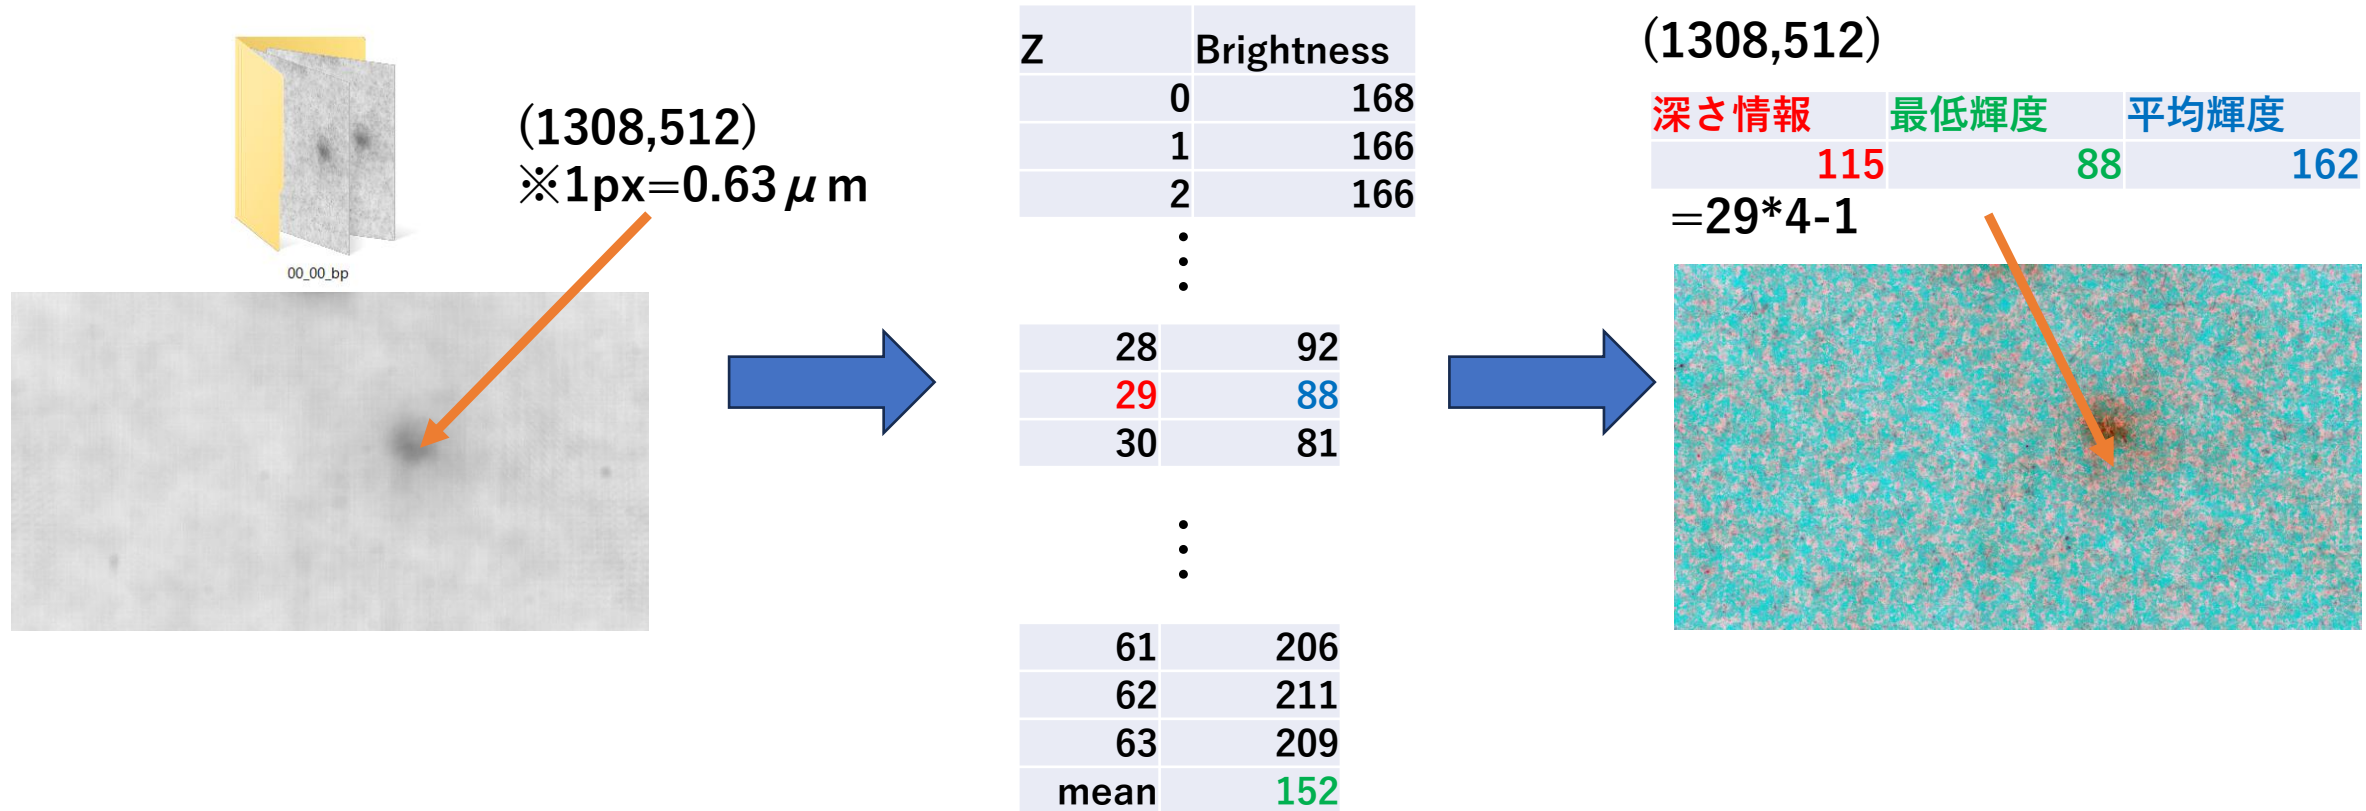 00_00_bp
(1308,512)
※1px=0.63μm
Z Brightness
0 168
1 166
2 166
⋮
28 92
29 88
30 81
⋮
61 206
62 211
63 209
mean 152
(1308,512)
深さ情報 最低輝度 平均輝度
115 88 162
=29*4-1